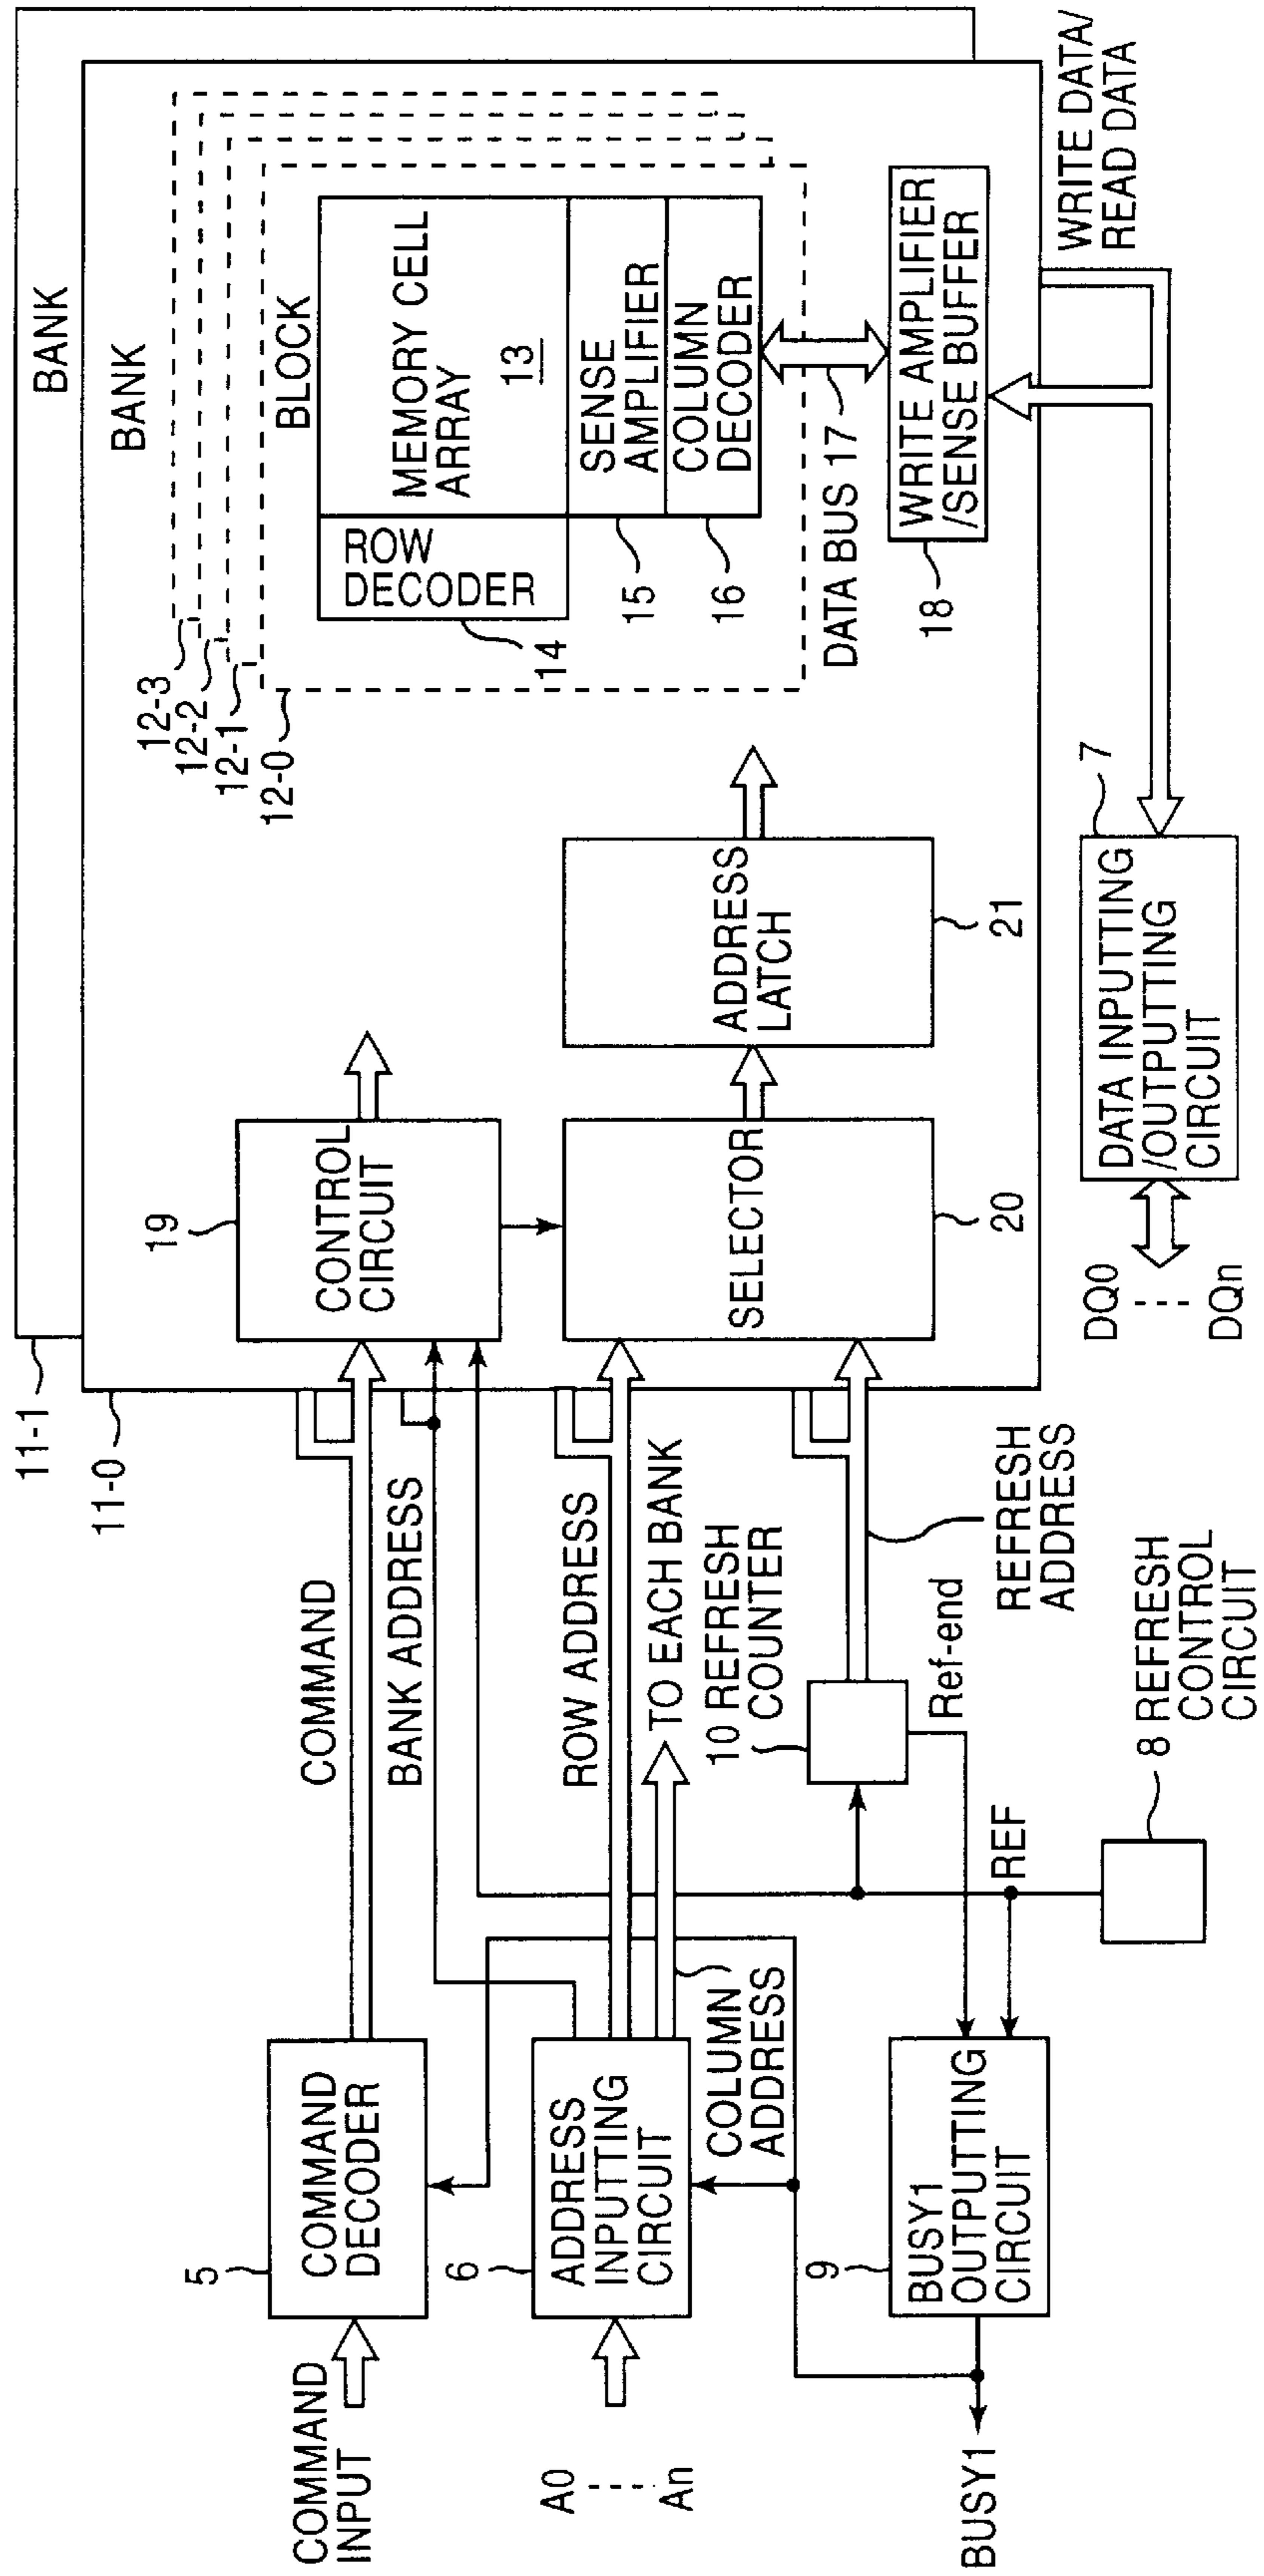 BANK
BANK
11-1
11-0
12-3
12-2
12-1
12-0
BLOCK
MEMORY CELL
ARRAY
13
ROW
DECODER
14
SENSE
AMPLIFIER
15
COLUMN
DECODER
16
DATA BUS 17
WRITE AMPLIFIER
/SENSE BUFFER
18
WRITE DATA/
READ DATA
19
CONTROL
CIRCUIT
SELECTOR
20
ADDRESS
LATCH
21
7
DATA INPUTTING
/OUTPUTTING
CIRCUIT
DQ0
DQn
COMMAND
INPUT
5
COMMAND
DECODER
COMMAND
BANK ADDRESS
A0
An
6
ADDRESS
INPUTTING
CIRCUIT
ROW ADDRESS
TO EACH BANK
COLUMN
ADDRESS
10 REFRESH
COUNTER
REFRESH
ADDRESS
Ref-end
REF
8 REFRESH
CONTROL
CIRCUIT
9
BUSY1
OUTPUTTING
CIRCUIT
BUSY1